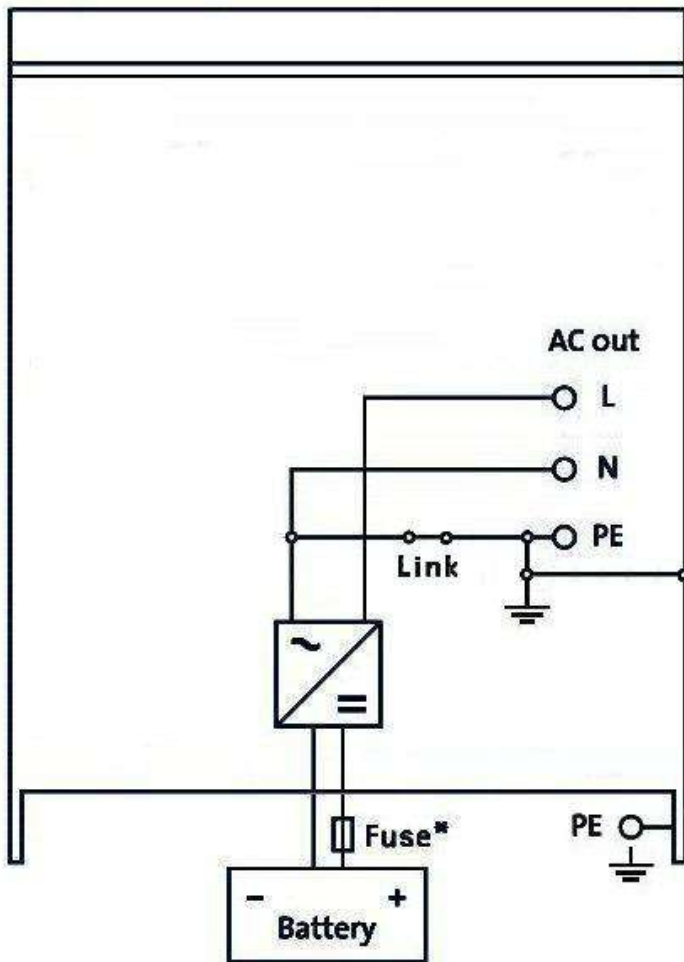 AC out
L
N
PE
Link
~
=
Fuse*
PE
- +
Battery